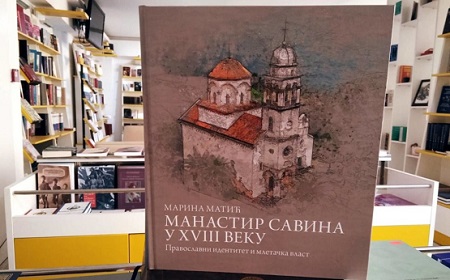 МАРИНА МАТИЋ
МАНАСТИР САВИНА
У XVIII ВЕКУ
Православни идентитет и млетачка власт